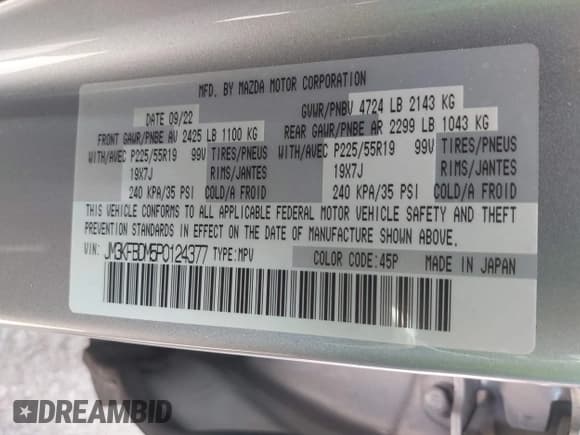 MFD. BY MAZDA MOTOR CORPORATION
DATE 09/22
GVWR/PNBV 4724 LB 2143 KG
FRONT GAWR/PNBE AV 2425 LB 1100 KG
REAR GAWR/PNBE AR 2299 LB 1043 KG
WITH/AVEC P225/55R19 99V TIRES/PNEUS
WITH/AVEC P225/55R19 99V TIRES/PNEUS
19X7J RIMS/JANTES
19X7J RIMS/JANTES
240 KPA/35 PSI COLD/A FROID
240 KPA/35 PSI COLD/A FROID
THIS VEHICLE CONFORMS TO ALL APPLICABLE FEDERAL MOTOR VEHICLE SAFETY AND THEFT
PREVENTION STANDARDS IN EFFECT ON THE DATE OF MANUFACTURE SHOWN ABOVE.
VIN: JM3KFBDM5P0124377 TYPE:MPV
COLOR CODE:45P
MADE IN JAPAN
DREAMBID